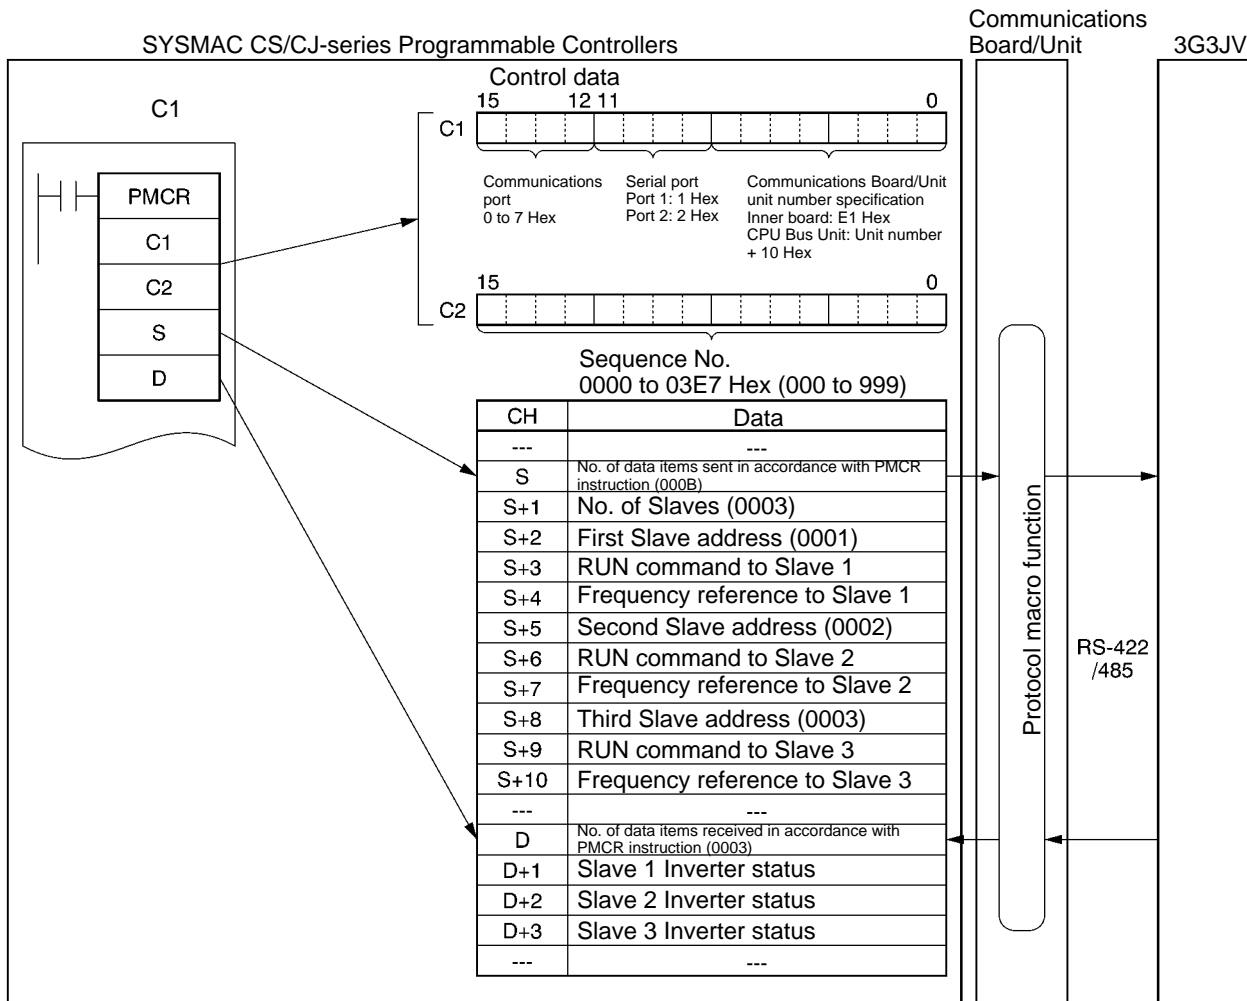 SYSMAC CS/CJ-series Programmable Controllers
Communications
Board/Unit
3G3JV
C1
PMCR
C1
C2
S
D
Control data
15 12 11 0
C1
Communications
port
0 to 7 Hex
Serial port
Port 1: 1 Hex
Port 2: 2 Hex
Communications Board/Unit
unit number specification
Inner board: E1 Hex
CPU Bus Unit: Unit number
+ 10 Hex
15 0
C2
Sequence No.
0000 to 03E7 Hex (000 to 999)
CH Data
--- ---
S No. of data items sent in accordance with PMCR
instruction (000B)
S+1 No. of Slaves (0003)
S+2 First Slave address (0001)
S+3 RUN command to Slave 1
S+4 Frequency reference to Slave 1
S+5 Second Slave address (0002)
S+6 RUN command to Slave 2
S+7 Frequency reference to Slave 2
S+8 Third Slave address (0003)
S+9 RUN command to Slave 3
S+10 Frequency reference to Slave 3
--- ---
D No. of data items received in accordance with
PMCR instruction (0003)
D+1 Slave 1 Inverter status
D+2 Slave 2 Inverter status
D+3 Slave 3 Inverter status
--- ---
Protocol macro function
RS-422
/485